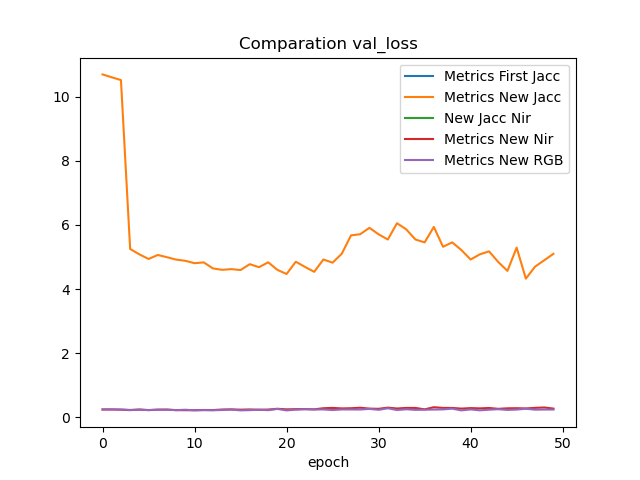 Comparation val_loss
Metrics First Jacc
Metrics New Jacc
New Jacc Nir
Metrics New Nir
Metrics New RGB
10
8
6
4
2
0
0 10 20 30 40 50
epoch